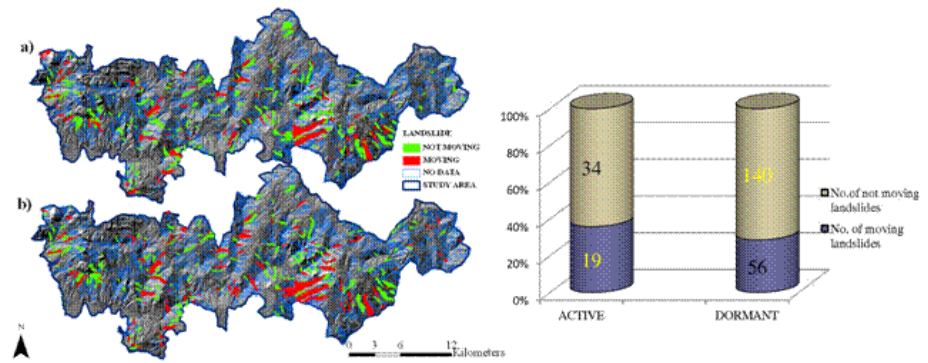 a)
LANDSLIDE
NOT MOVING
MOVING
NO DATA
STUDY AREA
b)
N
0 3 6 12
Kilometers
100%
80%
60%
40%
20%
0%
34
19
140
56
ACTIVE
DORMANT
No.of not moving
landslides
No. of moving
landslides